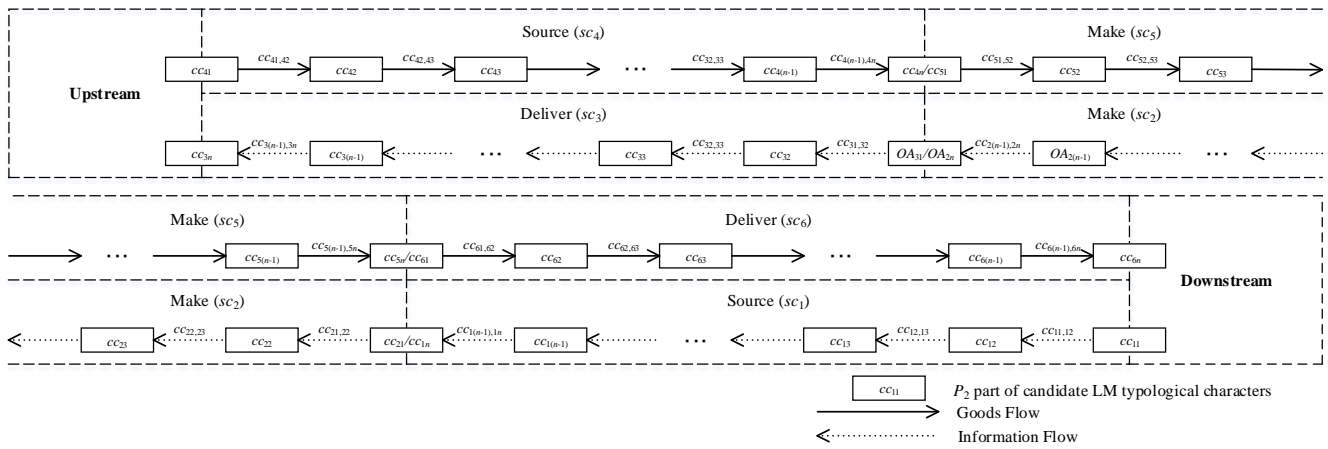 Source (sc4) Make (sc5)
cc41,42 cc42,43 cc32,33 cc4(n-1),4n cc51,52 cc52,53
cc41 cc42 cc43 ... cc4(n-1) cc4n/cc51 cc52 cc53
Upstream
Deliver (sc3) Make (sc2)
cc3(n-1),3n cc32,33 cc31,32 cc2(n-1),2n
cc3n cc3(n-1) ... cc33 cc32 OA31/OA2n OA2(n-1) ...
Make (sc5) Deliver (sc6)
cc5(n-1),5n cc61,62 cc62,63 cc6(n-1),6n
... cc5(n-1) cc5n/cc61 cc62 cc63 ... cc6(n-1) cc6n
Downstream
Make (sc2) Source (sc1)
cc22,23 cc21,22 cc1(n-1),1n cc12,13 cc11,12
cc23 cc22 cc21/cc1n cc1(n-1) ... cc13 cc12 cc11
cc11 P2 part of candidate LM typological characters
Goods Flow
Information Flow